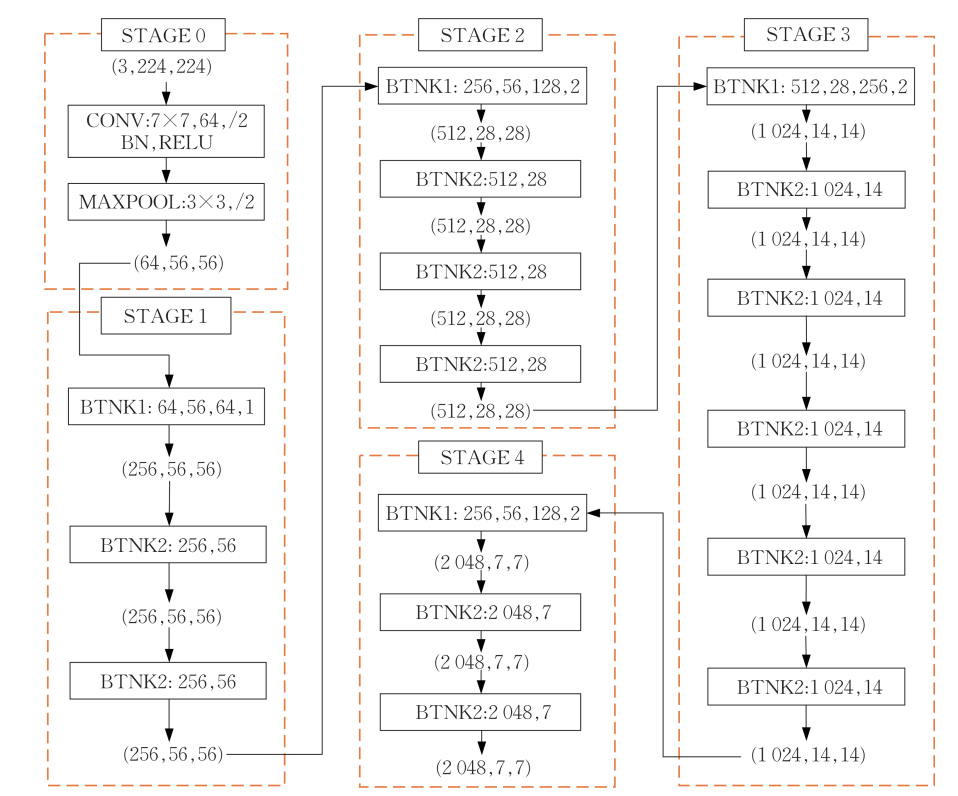 STAGE 0
(3,224,224)
CONV:7×7,64,/2
BN,RELU
MAXPOOL:3×3,/2
(64,56,56)
STAGE 1
BTNK1: 64,56,64,1
(256,56,56)
BTNK2: 256,56
(256,56,56)
BTNK2: 256,56
(256,56,56)
STAGE 2
BTNK1: 256,56,128,2
(512,28,28)
BTNK2:512,28
(512,28,28)
BTNK2:512,28
(512,28,28)
BTNK2:512,28
(512,28,28)
STAGE 3
BTNK1: 512,28,256,2
(1 024,14,14)
BTNK2:1 024,14
(1 024,14,14)
BTNK2:1 024,14
(1 024,14,14)
BTNK2:1 024,14
(1 024,14,14)
BTNK2:1 024,14
(1 024,14,14)
BTNK2:1 024,14
(1 024,14,14)
STAGE 4
BTNK1: 256,56,128,2
(2 048,7,7)
BTNK2:2 048,7
(2 048,7,7)
BTNK2:2 048,7
(2 048,7,7)